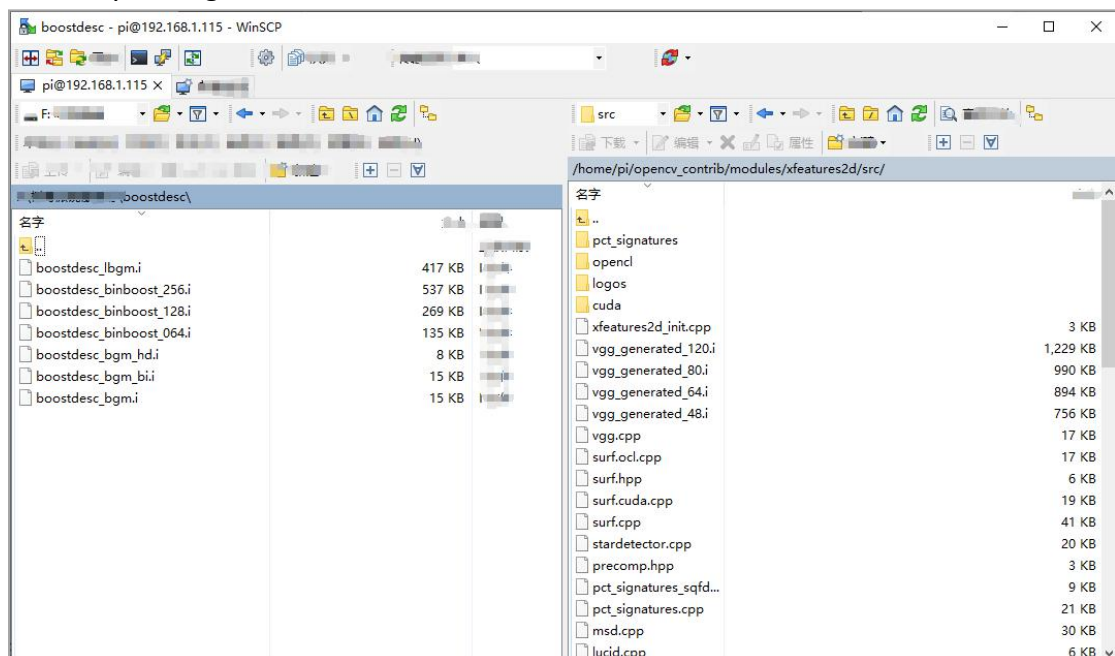 boostdesc - pi@192.168.1.115 - WinSCP
pi@192.168.1.115
F:
src
下载 编辑 属性
boostdesc\
/home/pi/opencv_contrib/modules/xfeatures2d/src/
名字
..
boostdesc_lbgm.i 417 KB
boostdesc_binboost_256.i 537 KB
boostdesc_binboost_128.i 269 KB
boostdesc_binboost_064.i 135 KB
boostdesc_bgm_hd.i 8 KB
boostdesc_bgm_bi.i 15 KB
boostdesc_bgm.i 15 KB
名字
..
pct_signatures
opencl
logos
cuda
xfeatures2d_init.cpp 3 KB
vgg_generated_120.i 1,229 KB
vgg_generated_80.i 990 KB
vgg_generated_64.i 894 KB
vgg_generated_48.i 756 KB
vgg.cpp 17 KB
surf.ocl.cpp 17 KB
surf.hpp 6 KB
surf.cuda.cpp 19 KB
surf.cpp 41 KB
stardetector.cpp 20 KB
precomp.hpp 3 KB
pct_signatures_sqfd... 9 KB
pct_signatures.cpp 21 KB
msd.cpp 30 KB
lucid.cpp 6 KB